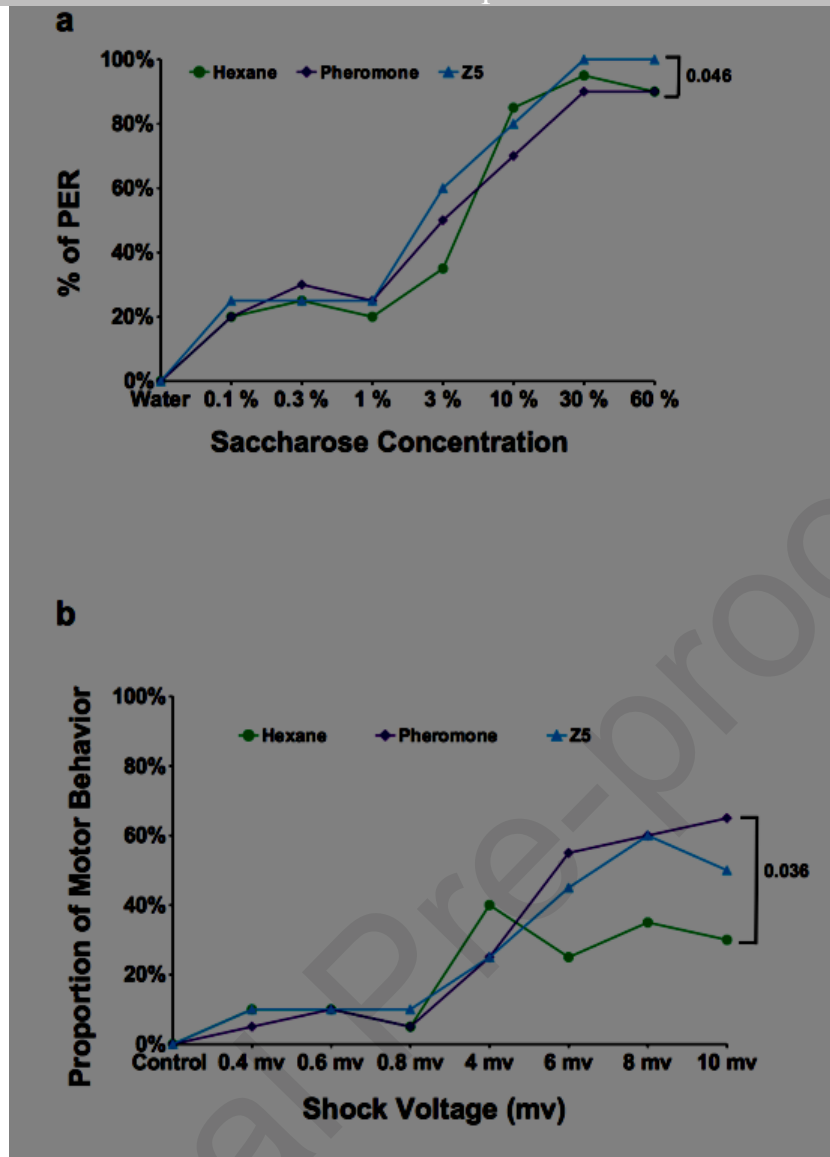 a
100%
Hexane Pheromone Z5
0.046
80%
60%
40%
20%
0%
% of PER
Water 0.1 % 0.3 % 1 % 3 % 10 % 30 % 60 %
Saccharose Concentration
b
100%
Hexane Pheromone Z5
80%
60%
40%
20%
0%
0.036
Proportion of Motor Behavior
Control 0.4 mv 0.6 mv 0.8 mv 4 mv 6 mv 8 mv 10 mv
Shock Voltage (mv)
al Pre-proo